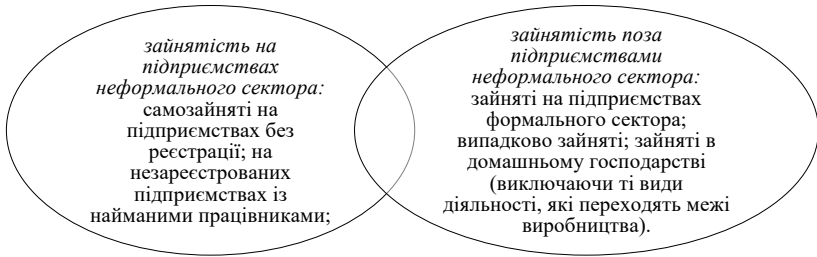 зайнятість на
підприємствах
неформального сектора:
самозайняті на
підприємствах без
реєстрації; на
незареєстрованих
підприємствах із
найманими працівниками;
зайнятість поза
підприємствами
неформального сектора:
зайняті на підприємствах
формального сектора;
випадково зайняті; зайняті в
домашньому господарстві
(виключаючи ті види
діяльності, які переходять межі
виробництва).